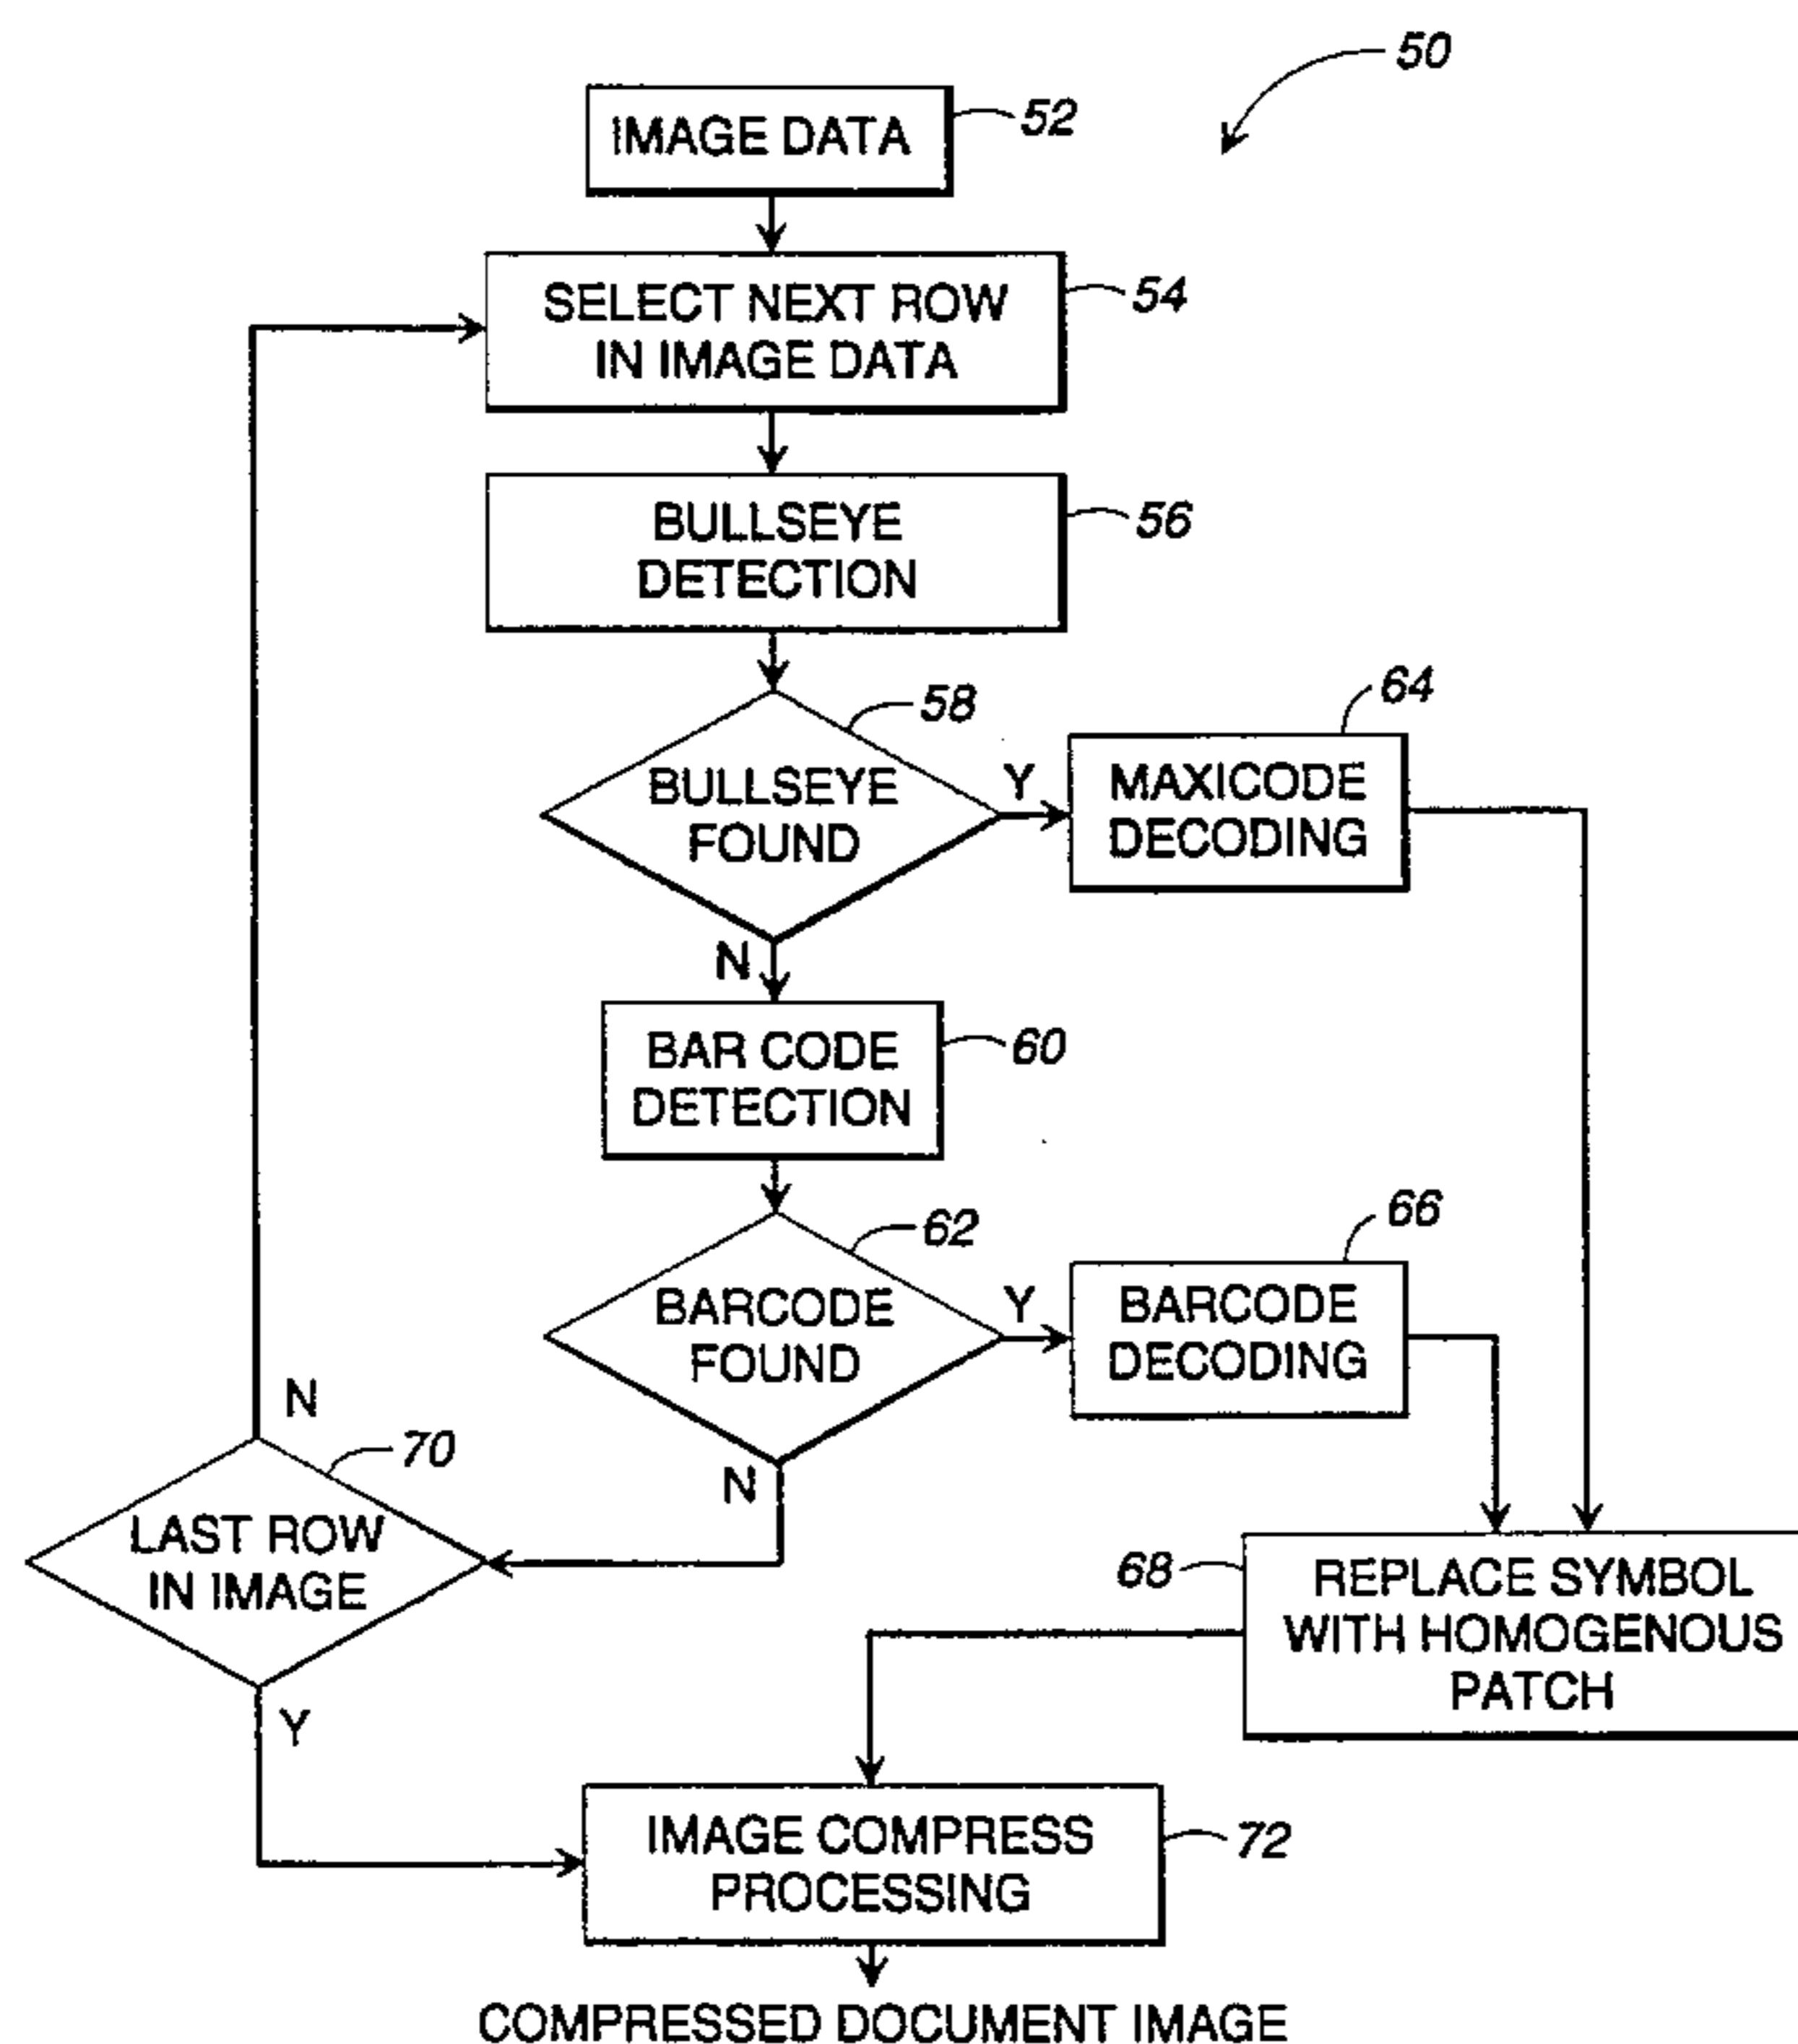 50
IMAGE DATA
52
SELECT NEXT ROW
IN IMAGE DATA
54
BULLSEYE
DETECTION
56
58
BULLSEYE
FOUND
Y
64
MAXICODE
DECODING
N
BAR CODE
DETECTION
60
62
BARCODE
FOUND
Y
66
BARCODE
DECODING
N
N
70
LAST ROW
IN IMAGE
Y
68
REPLACE SYMBOL
WITH HOMOGENOUS
PATCH
IMAGE COMPRESS
PROCESSING
72
COMPRESSED DOCUMENT IMAGE